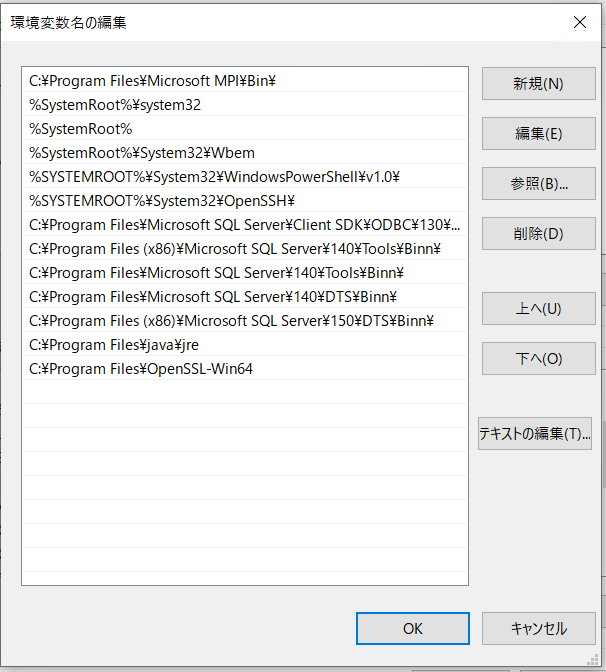 環境変数名の編集
C:¥Program Files¥Microsoft MPI¥Bin¥
%SystemRoot%¥system32
%SystemRoot%
%SystemRoot%¥System32¥Wbem
%SYSTEMROOT%¥System32¥WindowsPowerShell¥v1.0¥
%SYSTEMROOT%¥System32¥OpenSSH¥
C:¥Program Files¥Microsoft SQL Server¥Client SDK¥ODBC¥130¥...
C:¥Program Files (x86)¥Microsoft SQL Server¥140¥Tools¥Binn¥
C:¥Program Files¥Microsoft SQL Server¥140¥Tools¥Binn¥
C:¥Program Files¥Microsoft SQL Server¥140¥DTS¥Binn¥
C:¥Program Files (x86)¥Microsoft SQL Server¥150¥DTS¥Binn¥
C:¥Program Files¥java¥jre
C:¥Program Files¥OpenSSL-Win64
新規(N)
編集(E)
参照(B)...
削除(D)
上へ(U)
下へ(O)
テキストの編集(T)...
OK
キャンセル